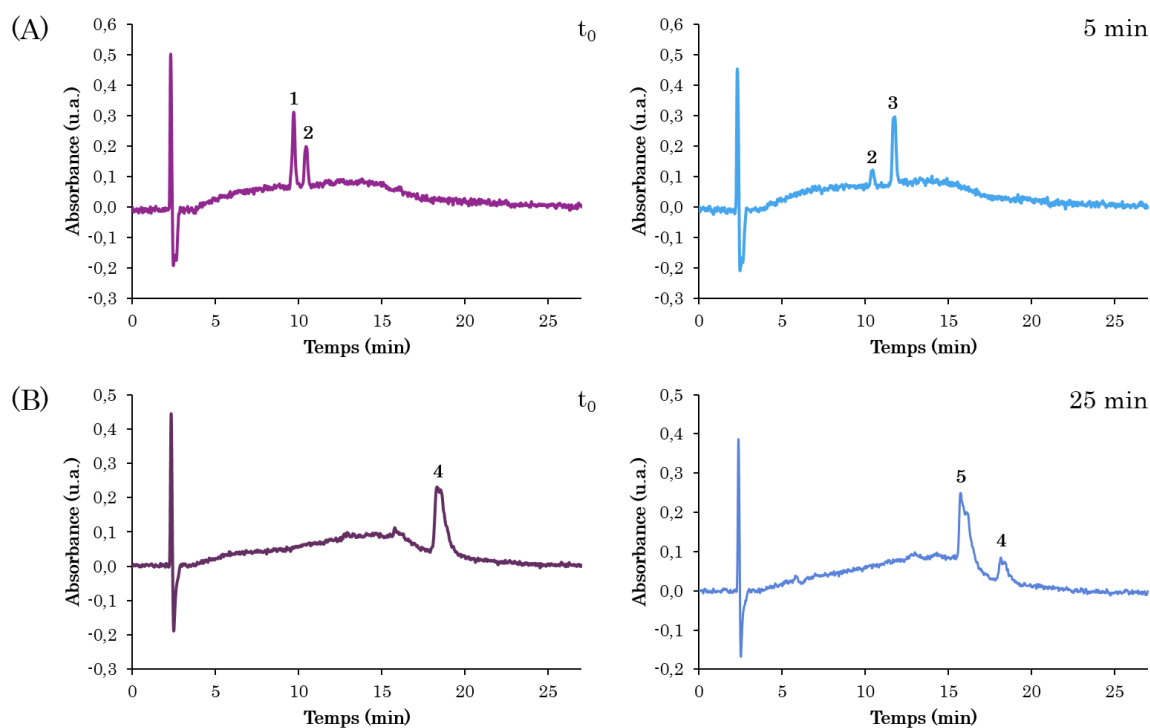 (A)
t₀
Absorbance (u.a.)
0,6
0,5
0,4
0,3
0,2
0,1
0,0
-0,1
-0,2
-0,3
1
2
0 5 10 15 20 25
Temps (min)
5 min
Absorbance (u.a.)
0,6
0,5
0,4
0,3
0,2
0,1
0,0
-0,1
-0,2
-0,3
3
2
0 5 10 15 20 25
Temps (min)
(B)
t₀
Absorbance (u.a.)
0,5
0,4
0,3
0,2
0,1
0,0
-0,1
-0,2
-0,3
4
0 5 10 15 20 25
Temps (min)
25 min
Absorbance (u.a.)
0,5
0,4
0,3
0,2
0,1
0,0
-0,1
-0,2
5
4
0 5 10 15 20 25
Temps (min)